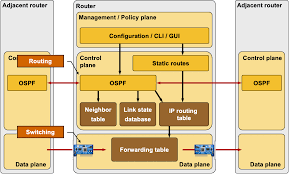 Adjacent router
Router
Adjacent router
Management / Policy plane
Configuration / CLI / GUI
Static routes
Control plane
Routing
Control plane
OSPF
OSPF
OSPF
Neighbor table
Link state database
IP routing table
Switching
Forwarding table
Data plane
Data plane
Data plane